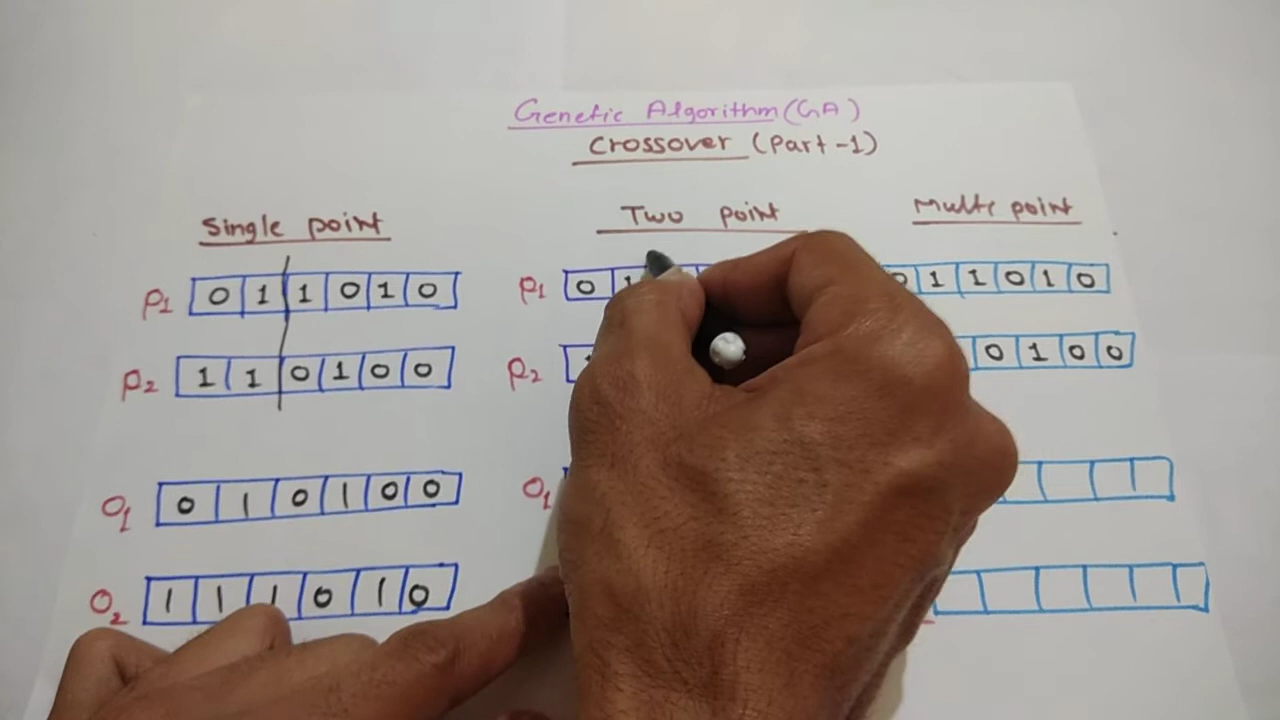 Genetic Algorithm (GA)
Crossover (Part-1)
Single point
Two point
Multi point
P1 0 1 1 0 1 0
P1 0 1
0 1 1 0 1 0
P2 1 1 0 1 0 0
P2
0 1 0 0
O1 0 1 0 1 0 0
O1
O2 1 1 1 0 1 0